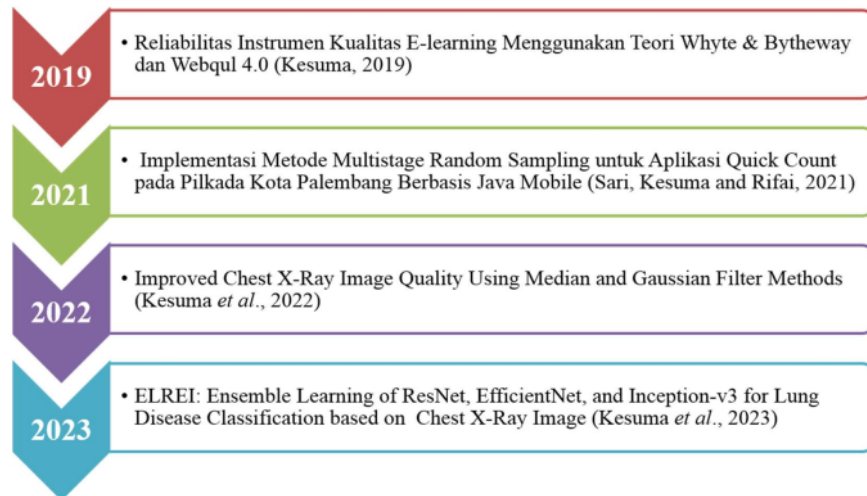 2019
• Reliabilitas Instrumen Kualitas E-learning Menggunakan Teori Whyte & Bytheway
dan Webqul 4.0 (Kesuma, 2019)
2021
• Implementasi Metode Multistage Random Sampling untuk Aplikasi Quick Count
pada Pilkada Kota Palembang Berbasis Java Mobile (Sari, Kesuma and Rifai, 2021)
2022
• Improved Chest X-Ray Image Quality Using Median and Gaussian Filter Methods
(Kesuma et al., 2022)
2023
• ELREI: Ensemble Learning of ResNet, EfficientNet, and Inception-v3 for Lung
Disease Classification based on Chest X-Ray Image (Kesuma et al., 2023)